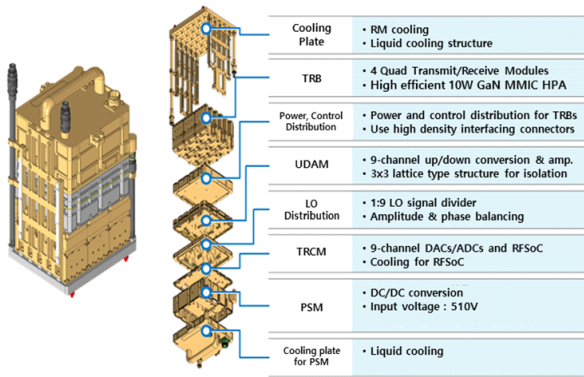 Cooling
Plate
• RM cooling
• Liquid cooling structure
TRB
• 4 Quad Transmit/Receive Modules
• High efficient 10W GaN MMIC HPA
Power, Control
Distribution
• Power and control distribution for TRBs
• Use high density interfacing connectors
UDAM
• 9-channel up/down conversion & amp.
• 3x3 lattice type structure for isolation
LO
Distribution
• 1:9 LO signal divider
• Amplitude & phase balancing
TRCM
• 9-channel DACs/ADCs and RFSoC
• Cooling for RFSoC
PSM
• DC/DC conversion
• Input voltage : 510V
Cooling plate
for PSM
• Liquid cooling